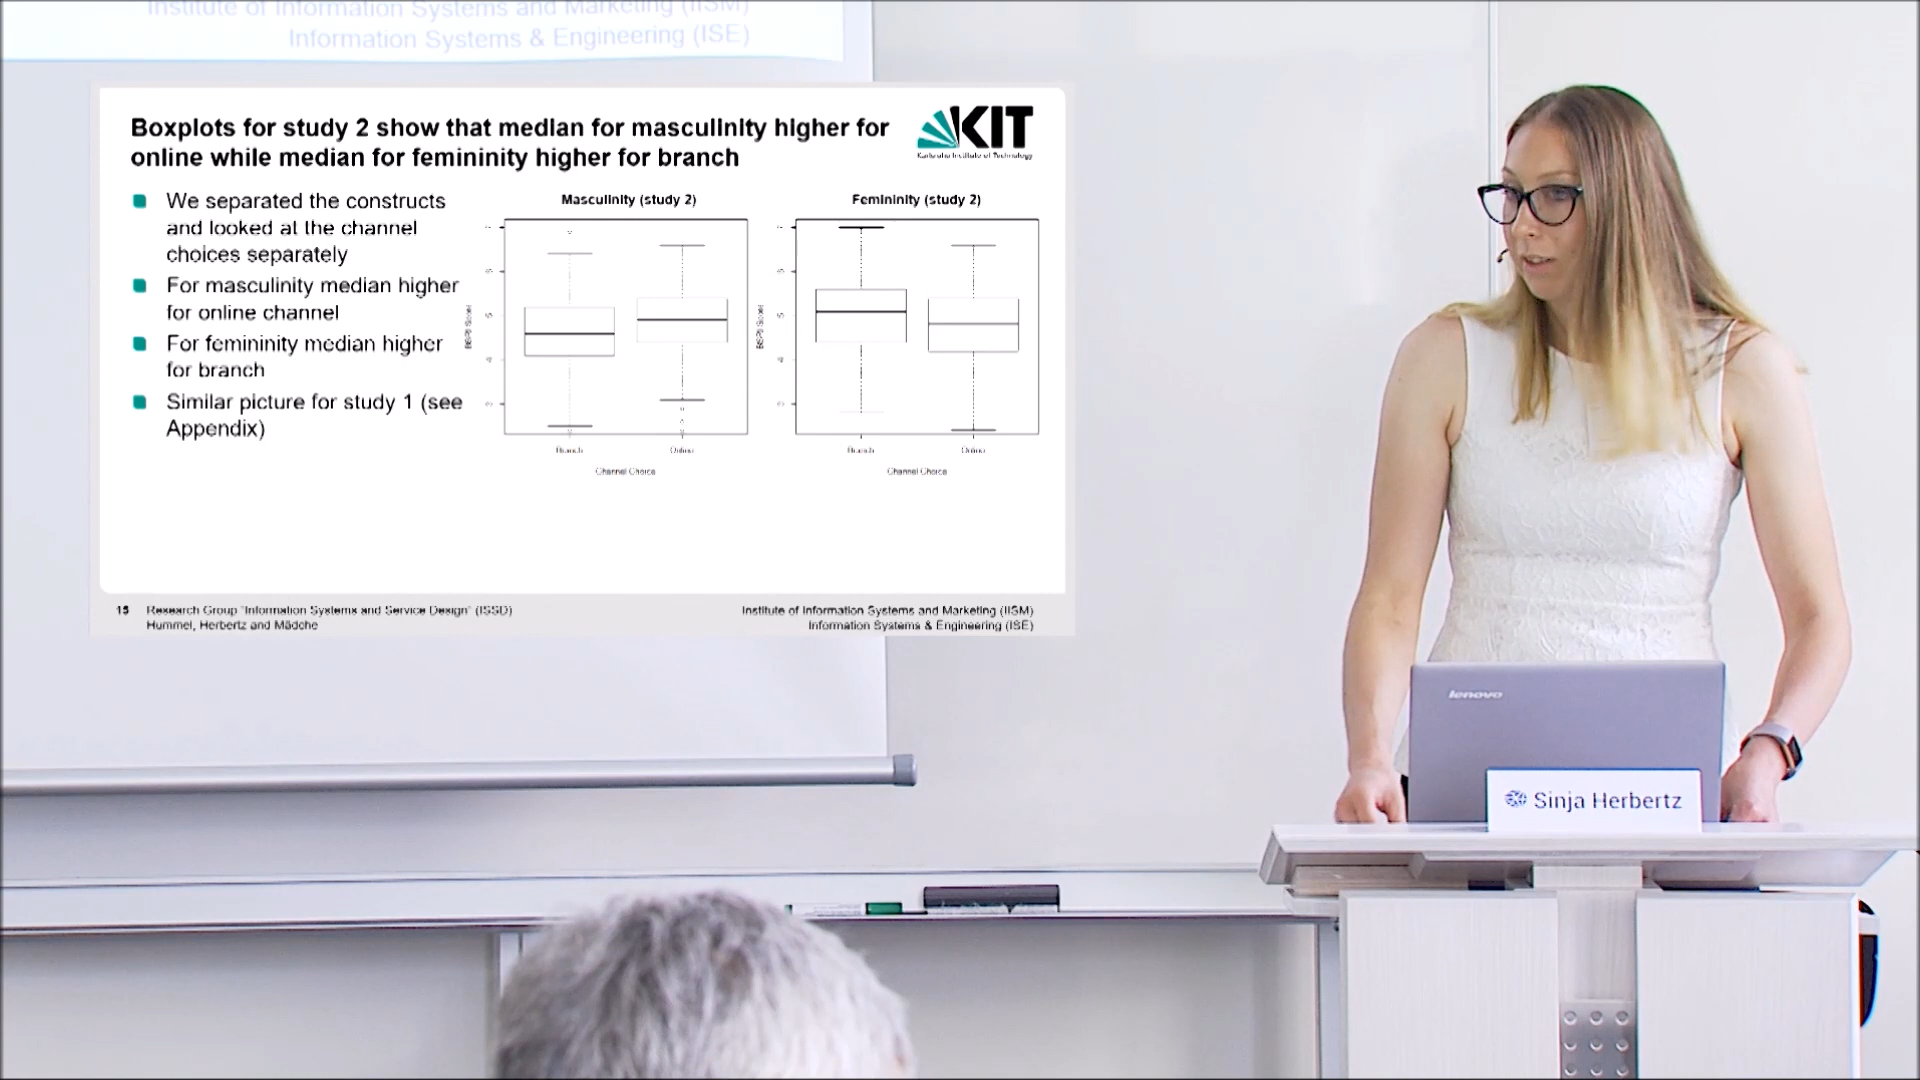 Institute of Information Systems and Marketing (IISM)
Information Systems & Engineering (ISE)
Boxplots for study 2 show that median for masculinity higher for
online while median for femininity higher for branch
KIT
Karlsruhe Institute of Technology
We separated the constructs
and looked at the channel
choices separately
For masculinity median higher
for online channel
For femininity median higher
for branch
Similar picture for study 1 (see
Appendix)
Masculinity (study 2)
Branch
Online
Channel Choice
Femininity (study 2)
Branch
Online
Channel Choice
15
Research Group "Information Systems and Service Design" (ISSD)
Hummel, Herbertz and Mädche
Institute of Information Systems and Marketing (IISM)
Information Systems & Engineering (ISE)
lenovo
Sinja Herbertz